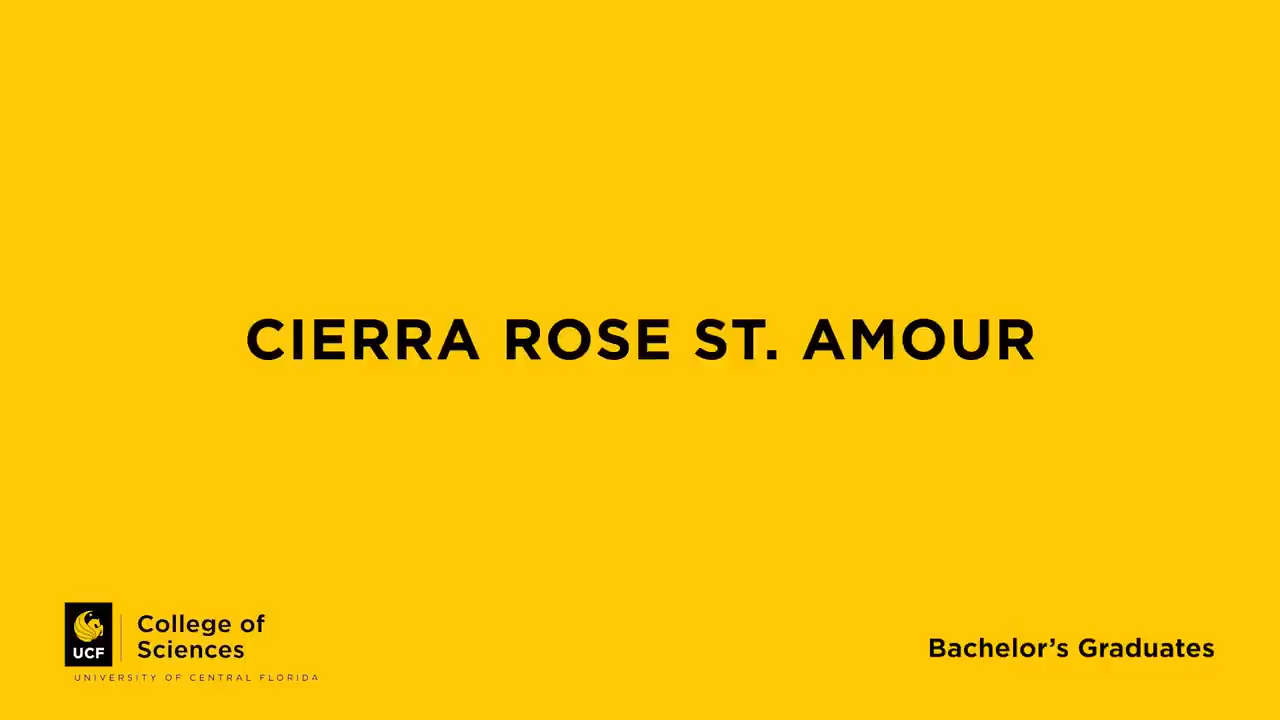 CIERRA ROSE ST. AMOUR
UCF
College of
Sciences
UNIVERSITY OF CENTRAL FLORIDA
Bachelor’s Graduates